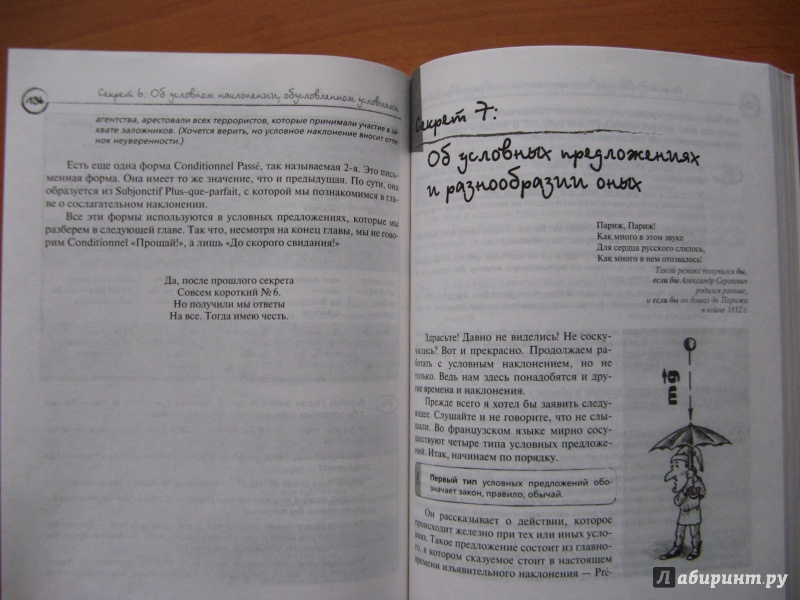 134
Секрет 6: Об условном наклонении, обусловленном условиями
агентства, арестовали всех террористов, которые принимали участие в за-
хвате заложников. (Хочется верить, но условное наклонение вносит отте-
нок неуверенности.)
Есть еще одна форма Conditionnel Passé, так называемая 2-я. Это пись-
менная форма. Она имеет то же значение, что и предыдущая. По сути, она
образуется из Subjonctif Plus-que-parfait, с которой мы познакомимся в гла-
ве о сослагательном наклонении.
Все эти формы используются в условных предложениях, которые мы
разберем в следующей главе. Так что, несмотря на конец главы, мы не гово-
рим Conditionnel «Прощай!», а лишь «До скорого свидания!»
Да, после прошлого секрета
Совсем короткий № 6.
Но получили мы ответы
На все. Тогда имею честь.
Секрет 7:
Об условных предложениях
и разнообразии оных
Париж, Париж!
Как много в этом звуке
Для сердца русского слилось,
Как много в нем отозвалось!
Такой ремикс получился бы,
если бы Александр Сергеевич
родился раньше,
и если бы он дошел до Парижа
в войне 1812 г.
Здрасьте! Давно не виделись! Не соску-
чились? Вот и прекрасно. Продолжаем ра-
ботать с условным наклонением, но не
только. Ведь нам здесь понадобятся и дру-
гие времена и наклонения.
Прежде всего я хотел бы заявить следу-
ющее. Слушайте и не говорите, что не слы-
шали. Во французском языке мирно сосу-
ществуют четыре типа условных предложе-
ний. Итак, начинаем по порядку.
mg
Первый тип условных предложений обо-
значает закон, правило, обычай.
Он рассказывает о действии, которое
происходит железно при тех или иных усло-
виях. Такое предложение состоит из главно-
го, в котором сказуемое стоит в настоящем
времени изъявительного наклонения — Pré-
Лабиринт.ру